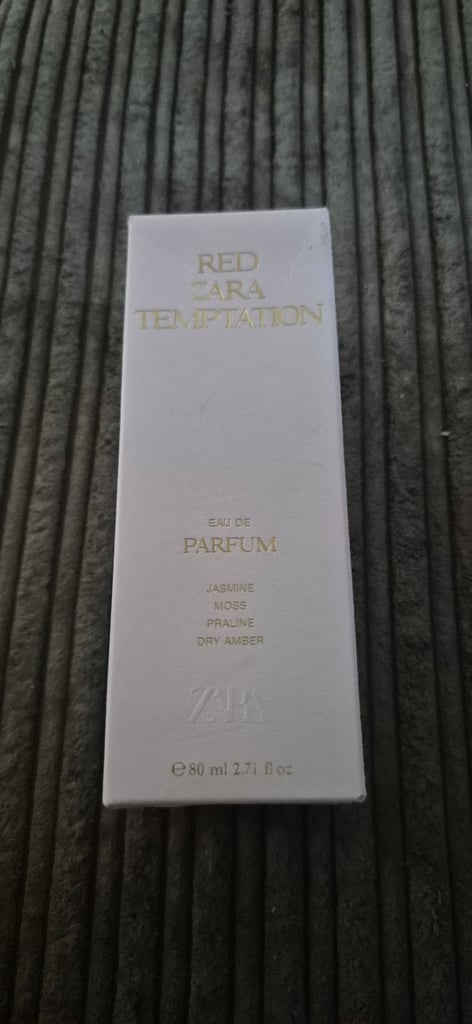 RED
ZARA
TEMPTATION
EAU DE
PARFUM
JASMINE
MOSS
PRALINE
DRY AMBER
ZARA
℮ 80 ml 2.71 fl oz